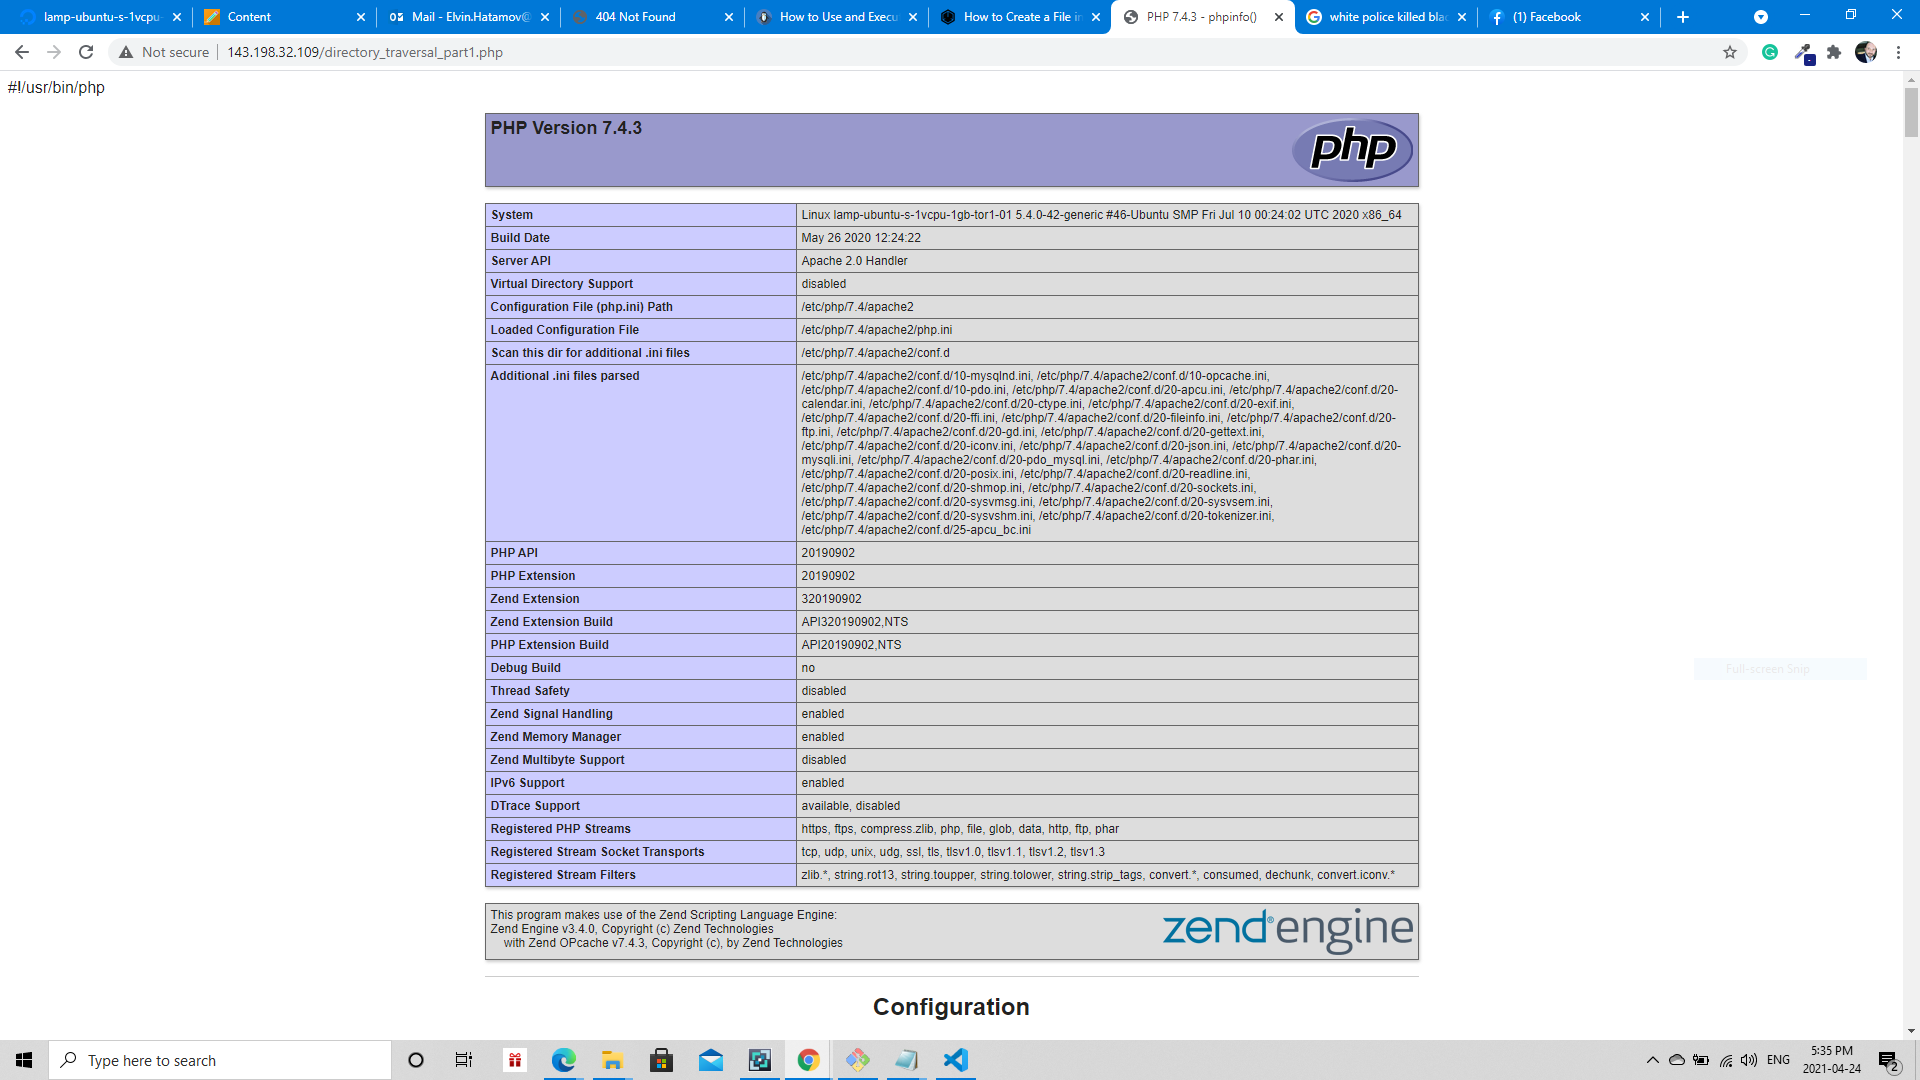 lamp-ubuntu-s-1vcpu-
Content
Mail - Elvin.Hatamov@
404 Not Found
How to Use and Execu
How to Create a File in
PHP 7.4.3 - phpinfo()
white police killed blac
(1) Facebook
Not secure
143.198.32.109/directory_traversal_part1.php
#!/usr/bin/php
PHP Version 7.4.3
php
System
Linux lamp-ubuntu-s-1vcpu-1gb-tor1-01 5.4.0-42-generic #46-Ubuntu SMP Fri Jul 10 00:24:02 UTC 2020 x86_64
Build Date
May 26 2020 12:24:22
Server API
Apache 2.0 Handler
Virtual Directory Support
disabled
Configuration File (php.ini) Path
/etc/php/7.4/apache2
Loaded Configuration File
/etc/php/7.4/apache2/php.ini
Scan this dir for additional .ini files
/etc/php/7.4/apache2/conf.d
Additional .ini files parsed
/etc/php/7.4/apache2/conf.d/10-mysqlnd.ini, /etc/php/7.4/apache2/conf.d/10-opcache.ini,
/etc/php/7.4/apache2/conf.d/10-pdo.ini, /etc/php/7.4/apache2/conf.d/20-apcu.ini, /etc/php/7.4/apache2/conf.d/20-
calendar.ini, /etc/php/7.4/apache2/conf.d/20-ctype.ini, /etc/php/7.4/apache2/conf.d/20-exif.ini,
/etc/php/7.4/apache2/conf.d/20-ffi.ini, /etc/php/7.4/apache2/conf.d/20-fileinfo.ini, /etc/php/7.4/apache2/conf.d/20-
ftp.ini, /etc/php/7.4/apache2/conf.d/20-gd.ini, /etc/php/7.4/apache2/conf.d/20-gettext.ini,
/etc/php/7.4/apache2/conf.d/20-iconv.ini, /etc/php/7.4/apache2/conf.d/20-json.ini, /etc/php/7.4/apache2/conf.d/20-
mysqli.ini, /etc/php/7.4/apache2/conf.d/20-pdo_mysql.ini, /etc/php/7.4/apache2/conf.d/20-phar.ini,
/etc/php/7.4/apache2/conf.d/20-posix.ini, /etc/php/7.4/apache2/conf.d/20-readline.ini,
/etc/php/7.4/apache2/conf.d/20-shmop.ini, /etc/php/7.4/apache2/conf.d/20-sockets.ini,
/etc/php/7.4/apache2/conf.d/20-sysvmsg.ini, /etc/php/7.4/apache2/conf.d/20-sysvsem.ini,
/etc/php/7.4/apache2/conf.d/20-sysvshm.ini, /etc/php/7.4/apache2/conf.d/20-tokenizer.ini,
/etc/php/7.4/apache2/conf.d/25-apcu_bc.ini
PHP API
20190902
PHP Extension
20190902
Zend Extension
320190902
Zend Extension Build
API320190902,NTS
PHP Extension Build
API20190902,NTS
Debug Build
no
Thread Safety
disabled
Zend Signal Handling
enabled
Zend Memory Manager
enabled
Zend Multibyte Support
disabled
IPv6 Support
enabled
DTrace Support
available, disabled
Registered PHP Streams
https, ftps, compress.zlib, php, file, glob, data, http, ftp, phar
Registered Stream Socket Transports
tcp, udp, unix, udg, ssl, tls, tlsv1.0, tlsv1.1, tlsv1.2, tlsv1.3
Registered Stream Filters
zlib.*, string.rot13, string.toupper, string.tolower, string.strip_tags, convert.*, consumed, dechunk, convert.iconv.*
This program makes use of the Zend Scripting Language Engine:
Zend Engine v3.4.0, Copyright (c) Zend Technologies
with Zend OPcache v7.4.3, Copyright (c), by Zend Technologies
zend®engine
Configuration
Full-screen Snip
Type here to search
ENG
5:35 PM
2021-04-24
2